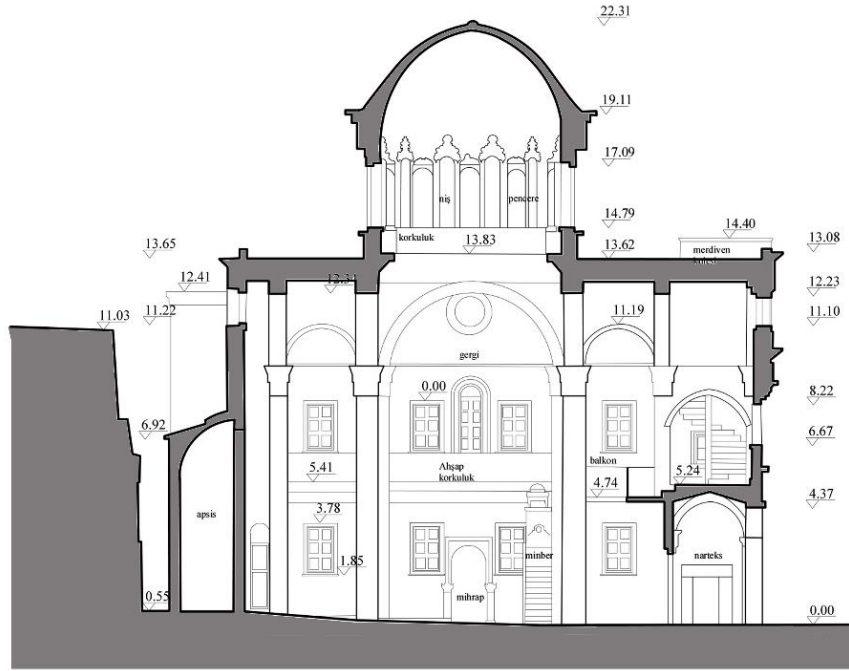 22.31
19.11
17.09
niş
pencere
14.79
14.40
korkuluk
13.83
13.65
13.62
merdiven
13.08
12.41
12.31
12.23
11.22
11.19
11.10
11.03
gergi
0.00
8.22
6.92
6.67
5.41
Ahşap
korkuluk
balkon
5.24
4.74
4.37
3.78
apsis
1.85
minber
narteks
mihrap
0.55
0.00